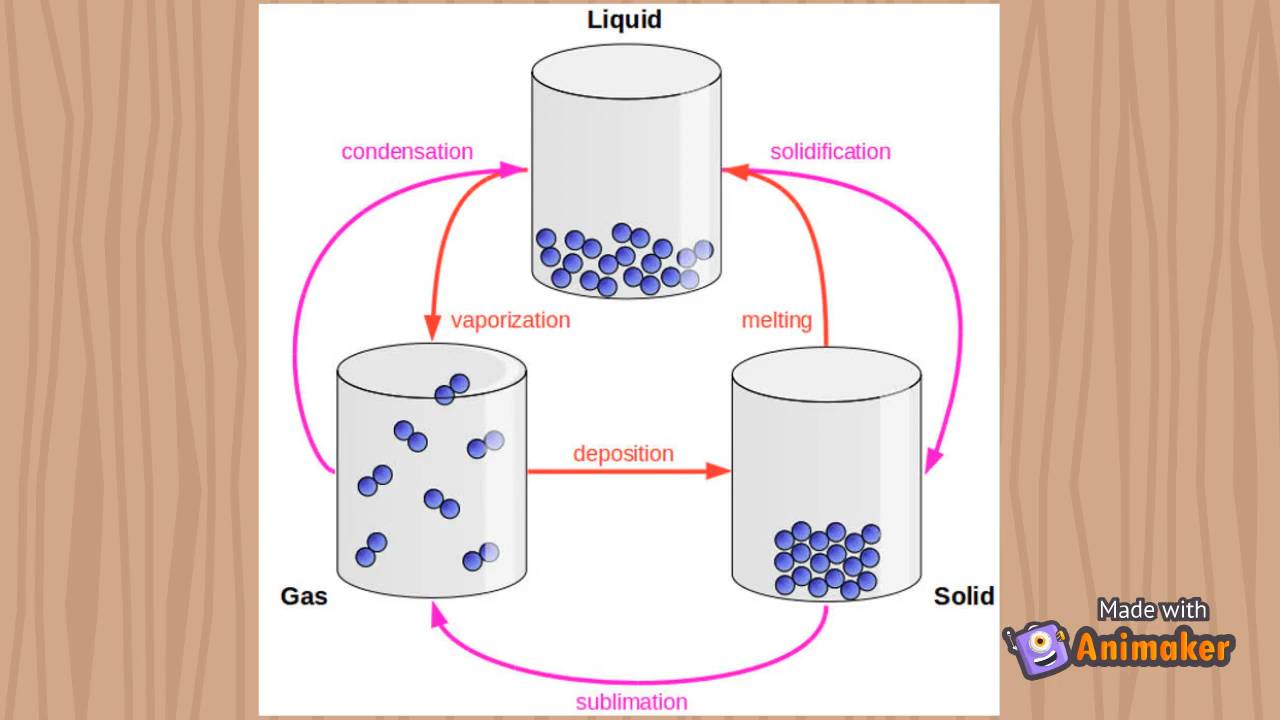 Liquid
condensation
solidification
vaporization
melting
deposition
Gas
Solid
sublimation
Made with
Animaker